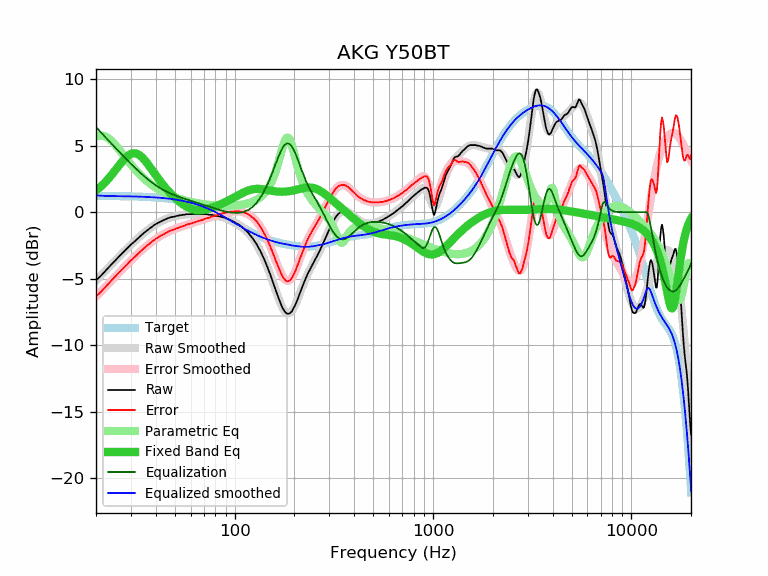 AKG Y50BT
10
5
0
−5
−10
−15
−20
Amplitude (dBr)
Target
Raw Smoothed
Error Smoothed
Raw
Error
Parametric Eq
Fixed Band Eq
Equalization
Equalized smoothed
100
1000
10000
Frequency (Hz)